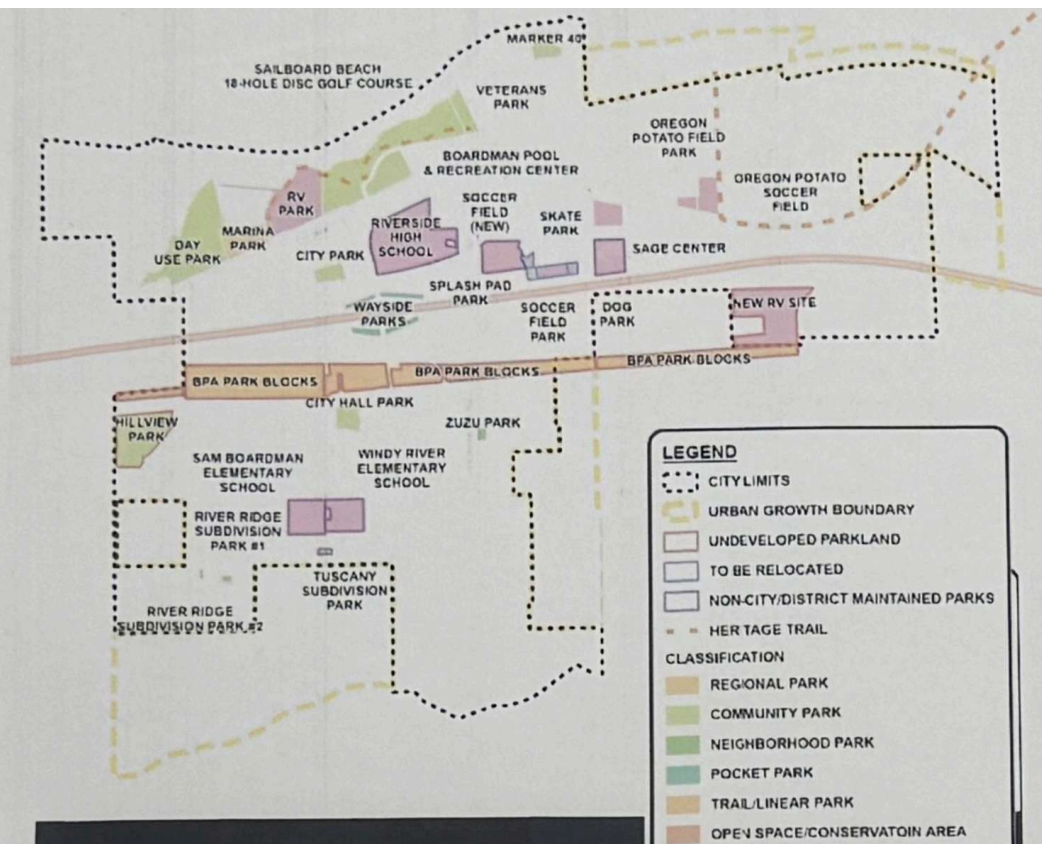 MARKER 40
SAILBOARD BEACH
18-HOLE DISC GOLF COURSE
VETERANS
PARK
OREGON
POTATO FIELD
PARK
BOARDMAN POOL
& RECREATION CENTER
OREGON POTATO
SOCCER
FIELD
RV
PARK
SOCCER
FIELD
(NEW)
SKATE
PARK
RIVERSIDE
HIGH
SCHOOL
MARINA
PARK
DAY
USE PARK
CITY PARK
SAGE CENTER
SPLASH PAD
PARK
WAYSIDE
PARKS
SOCCER
FIELD
PARK
DOG
PARK
NEW RV SITE
BPA PARK BLOCKS
BPA PARK BLOCKS
BPA PARK BLOCKS
CITY HALL PARK
HILLVIEW
PARK
ZUZU PARK
SAM BOARDMAN
ELEMENTARY
SCHOOL
WINDY RIVER
ELEMENTARY
SCHOOL
RIVER RIDGE
SUBDIVISION
PARK #1
TUSCANY
SUBDIVISION
PARK
RIVER RIDGE
SUBDIVISION PARK #2
LEGEND
CITY LIMITS
URBAN GROWTH BOUNDARY
UNDEVELOPED PARKLAND
TO BE RELOCATED
NON-CITY/DISTRICT MAINTAINED PARKS
HERTAGE TRAIL
CLASSIFICATION
REGIONAL PARK
COMMUNITY PARK
NEIGHBORHOOD PARK
POCKET PARK
TRAIL/LINEAR PARK
OPEN SPACE/CONSERVATOIN AREA